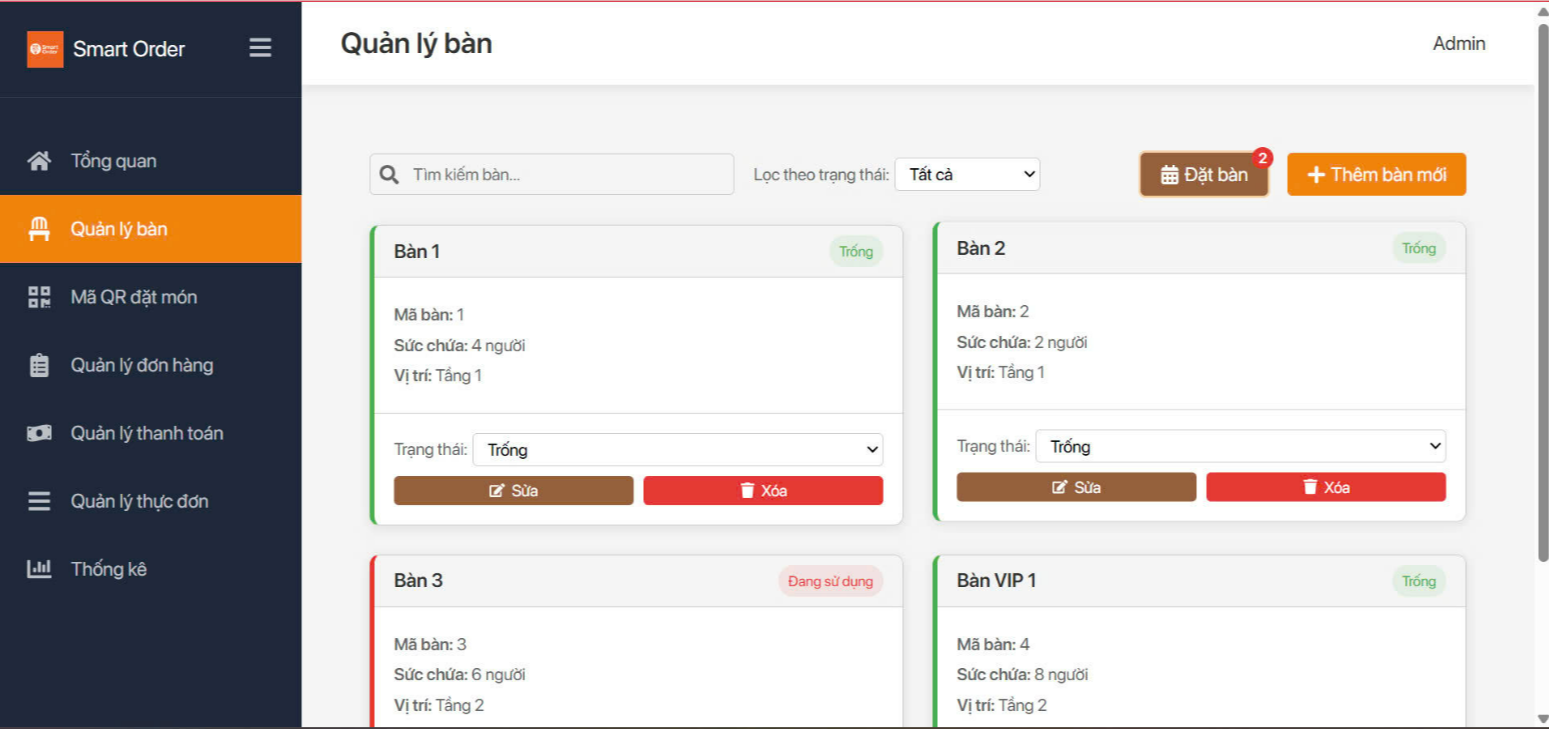 Smart Order
Quản lý bàn
Admin
Tổng quan
Quản lý bàn
Mã QR đặt món
Quản lý đơn hàng
Quản lý thanh toán
Quản lý thực đơn
Thống kê
Tìm kiếm bàn...
Lọc theo trạng thái: Tất cả
Đặt bàn 2
Thêm bàn mới
Bàn 1 Trống
Mã bàn: 1
Sức chứa: 4 người
Vị trí: Tầng 1
Trạng thái: Trống
Sửa Xóa
Bàn 2 Trống
Mã bàn: 2
Sức chứa: 2 người
Vị trí: Tầng 1
Trạng thái: Trống
Sửa Xóa
Bàn 3 Đang sử dụng
Mã bàn: 3
Sức chứa: 6 người
Vị trí: Tầng 2
Bàn VIP 1 Trống
Mã bàn: 4
Sức chứa: 8 người
Vị trí: Tầng 2